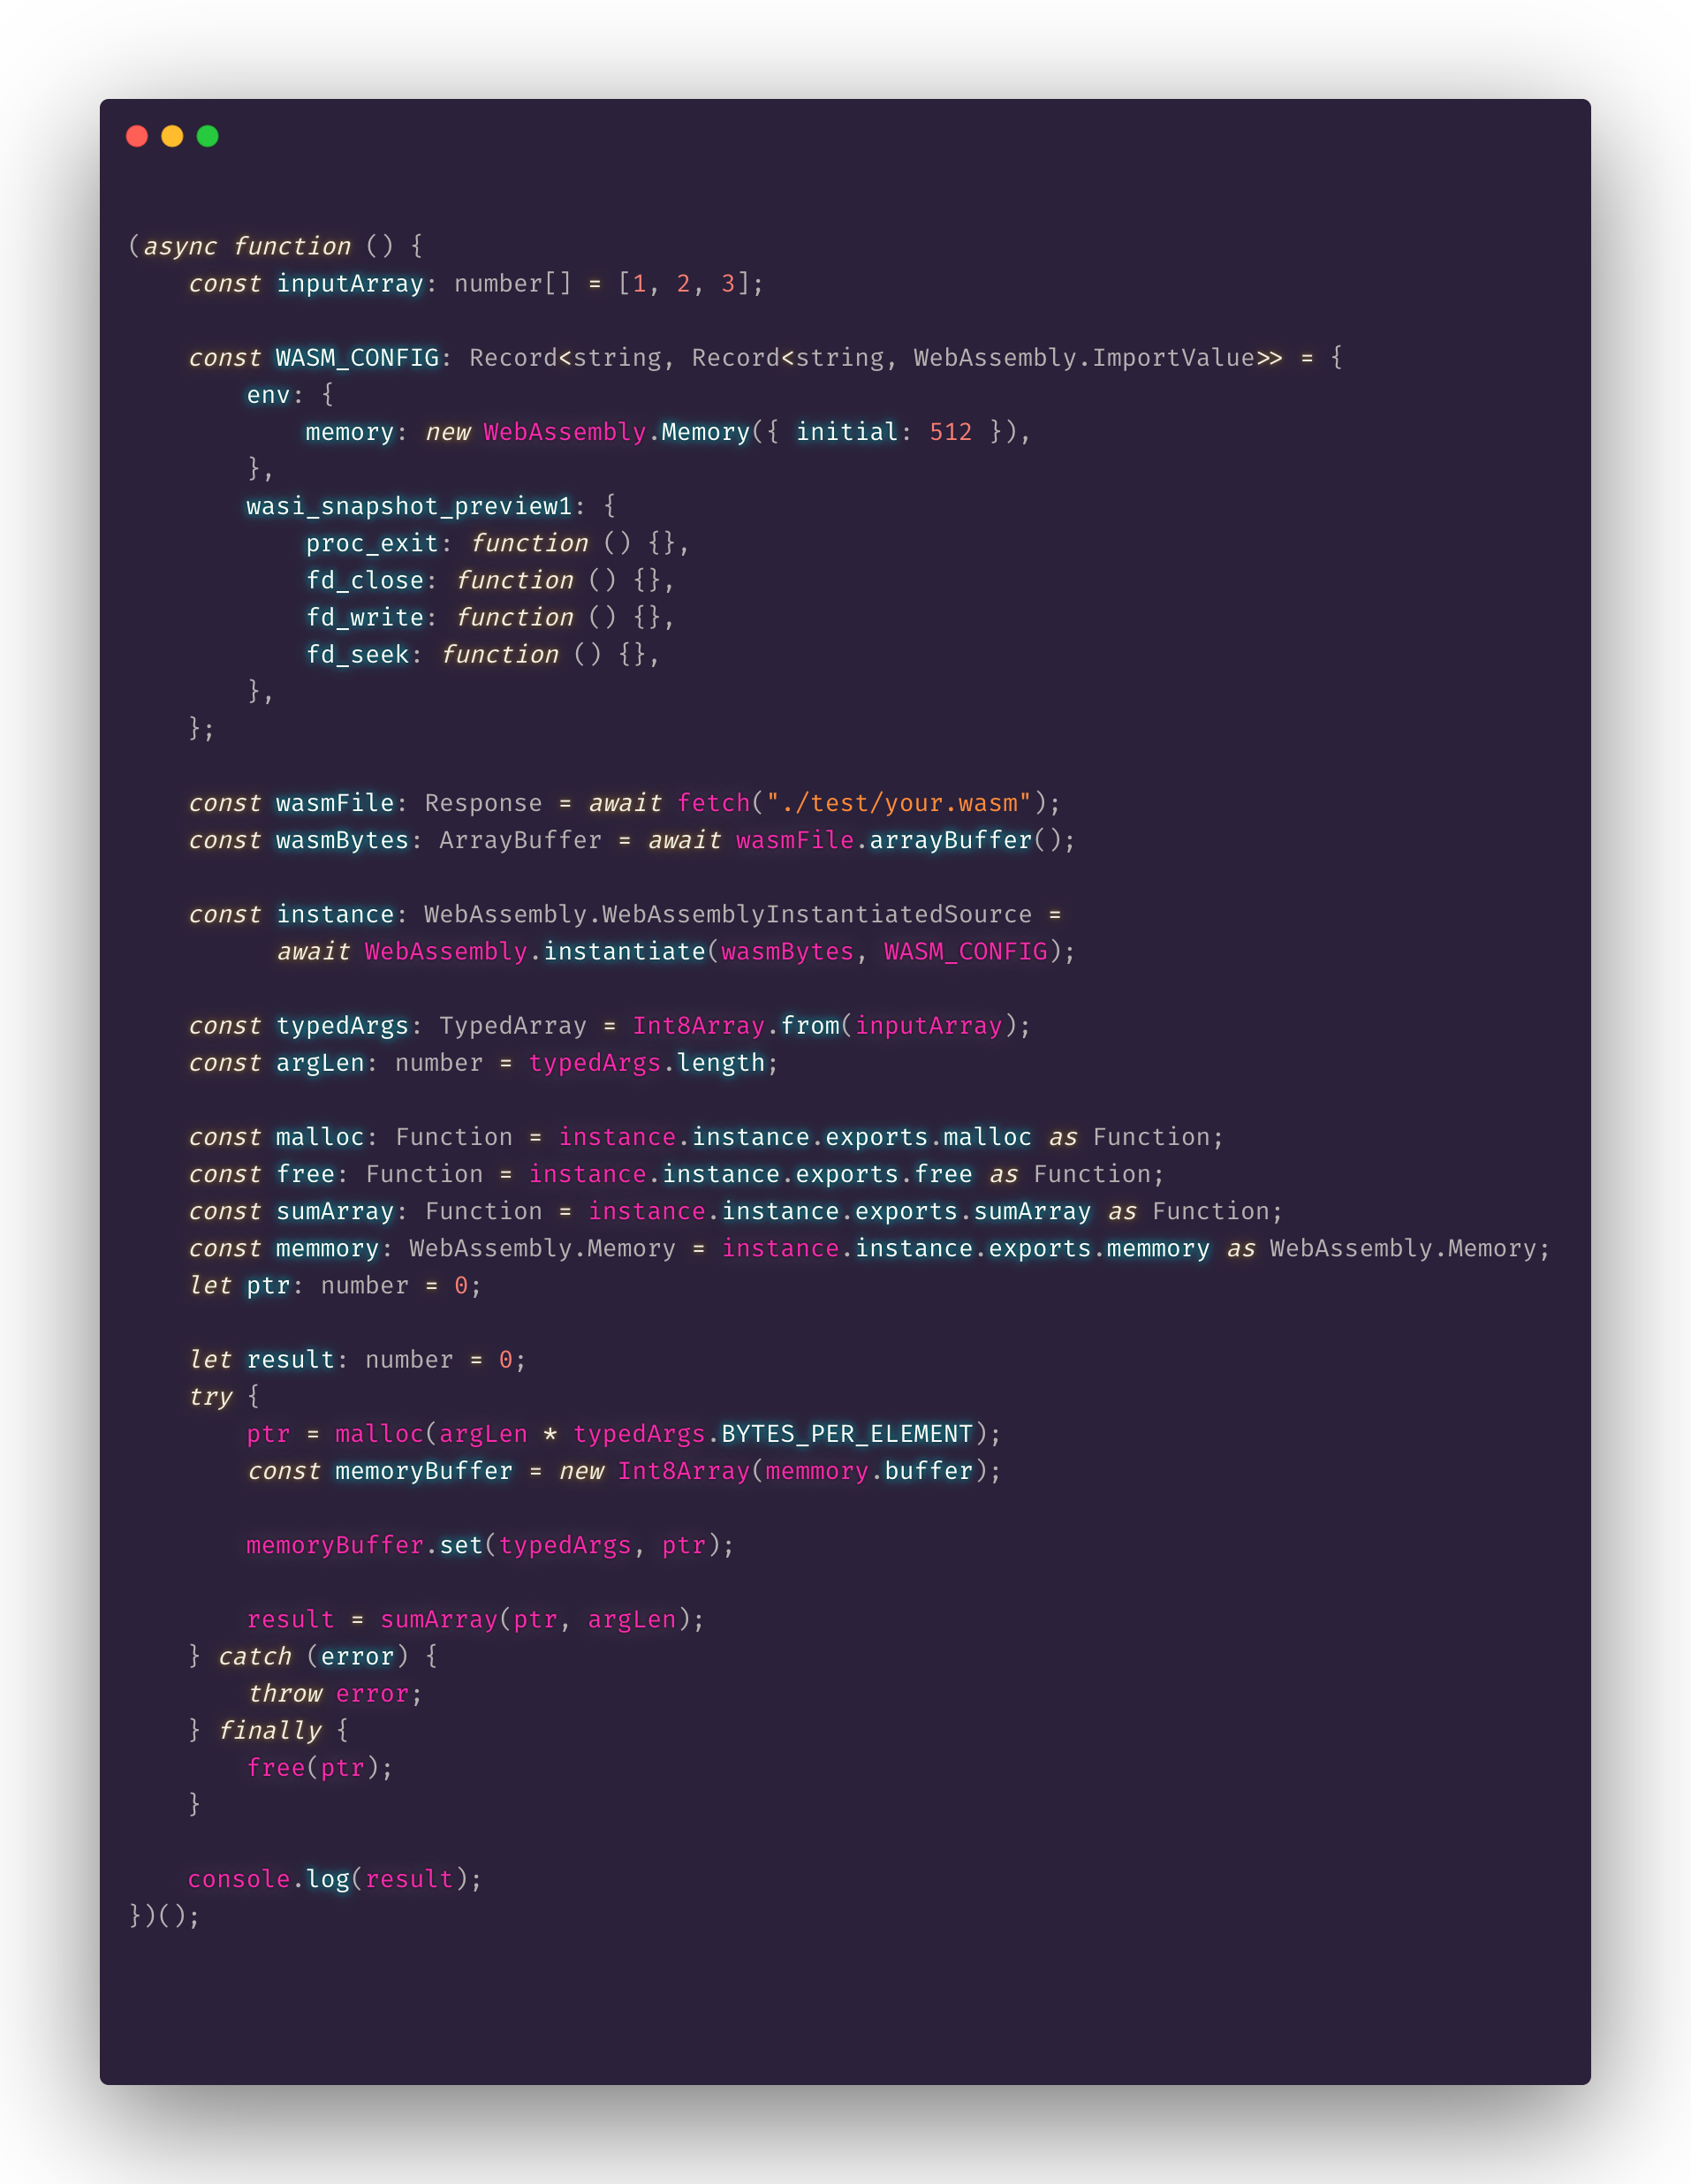 (async function () {
    const inputArray: number[] = [1, 2, 3];

    const WASM_CONFIG: Record<string, Record<string, WebAssembly.ImportValue>> = {
        env: {
            memory: new WebAssembly.Memory({ initial: 512 }),
        },
        wasi_snapshot_preview1: {
            proc_exit: function () {},
            fd_close: function () {},
            fd_write: function () {},
            fd_seek: function () {},
        },
    };

    const wasmFile: Response = await fetch("./test/your.wasm");
    const wasmBytes: ArrayBuffer = await wasmFile.arrayBuffer();

    const instance: WebAssembly.WebAssemblyInstantiatedSource =
          await WebAssembly.instantiate(wasmBytes, WASM_CONFIG);

    const typedArgs: TypedArray = Int8Array.from(inputArray);
    const argLen: number = typedArgs.length;

    const malloc: Function = instance.instance.exports.malloc as Function;
    const free: Function = instance.instance.exports.free as Function;
    const sumArray: Function = instance.instance.exports.sumArray as Function;
    const memmory: WebAssembly.Memory = instance.instance.exports.memmory as WebAssembly.Memory;
    let ptr: number = 0;

    let result: number = 0;
    try {
        ptr = malloc(argLen * typedArgs.BYTES_PER_ELEMENT);
        const memoryBuffer = new Int8Array(memmory.buffer);

        memoryBuffer.set(typedArgs, ptr);

        result = sumArray(ptr, argLen);
    } catch (error) {
        throw error;
    } finally {
        free(ptr);
    }

    console.log(result);
})();